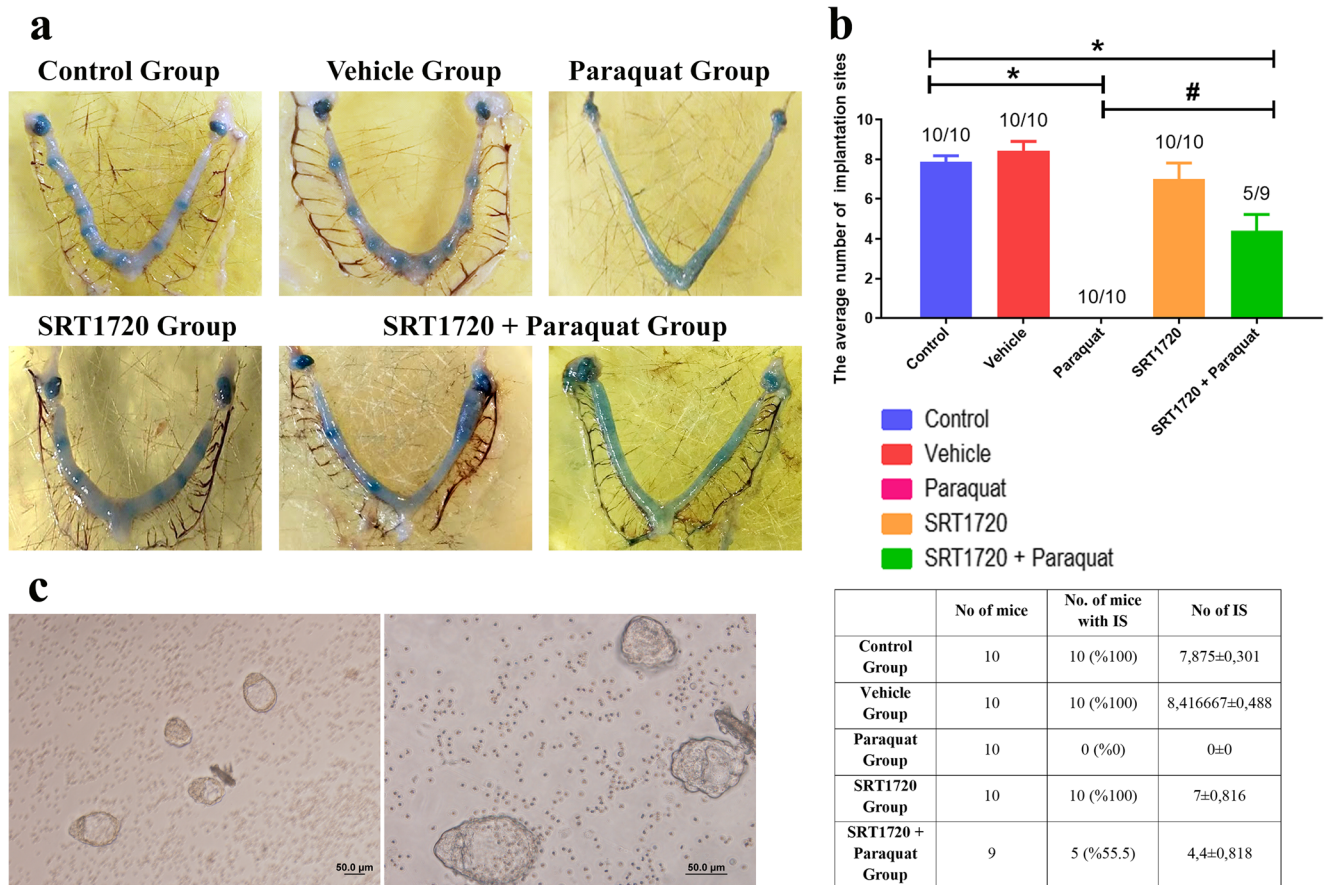 a
Control Group
Vehicle Group
Paraquat Group
SRT1720 Group
SRT1720 + Paraquat Group
b
*
*
#
The average number of implantation sites
10
8
6
4
2
0
10/10
10/10
10/10
10/10
5/9
Control
Vehicle
Paraquat
SRT1720
SRT1720 + Paraquat
Control
Vehicle
Paraquat
SRT1720
SRT1720 + Paraquat
No of mice
No. of mice
with IS
No of IS
Control
Group
10
10 (%100)
7,875±0,301
Vehicle
Group
10
10 (%100)
8,416667±0,488
Paraquat
Group
10
0 (%0)
0±0
SRT1720
Group
10
10 (%100)
7±0,816
SRT1720 +
Paraquat
Group
9
5 (%55.5)
4,4±0,818
c
50.0 µm
50.0 µm